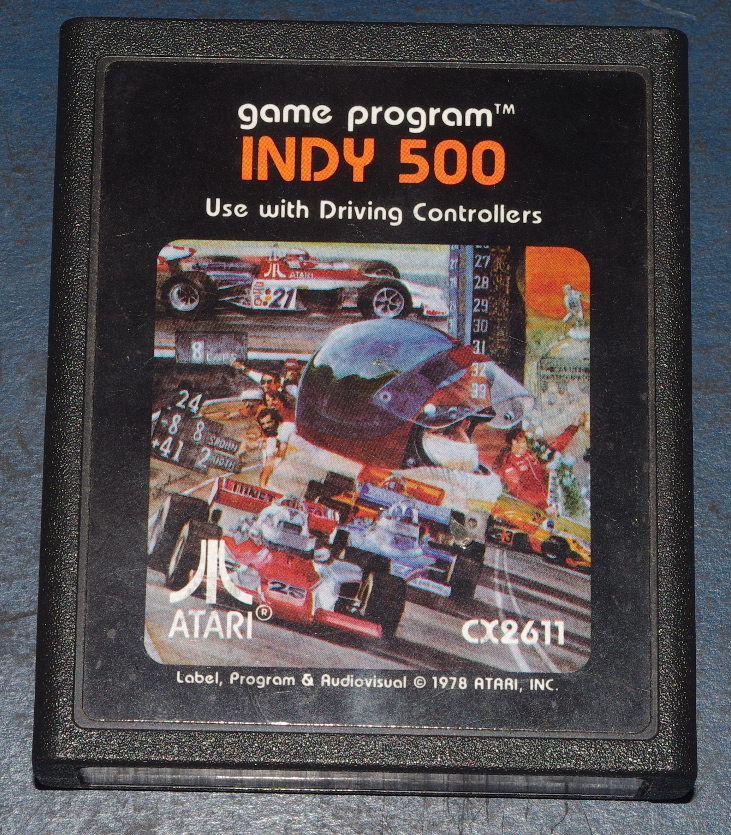 game program™
INDY 500
Use with Driving Controllers
27
28
29
30
31
32
33
ATARI
21
8
24
+8 8
+41 2
25
ATARI®
CX2611
Label, Program & Audiovisual © 1978 ATARI, INC.